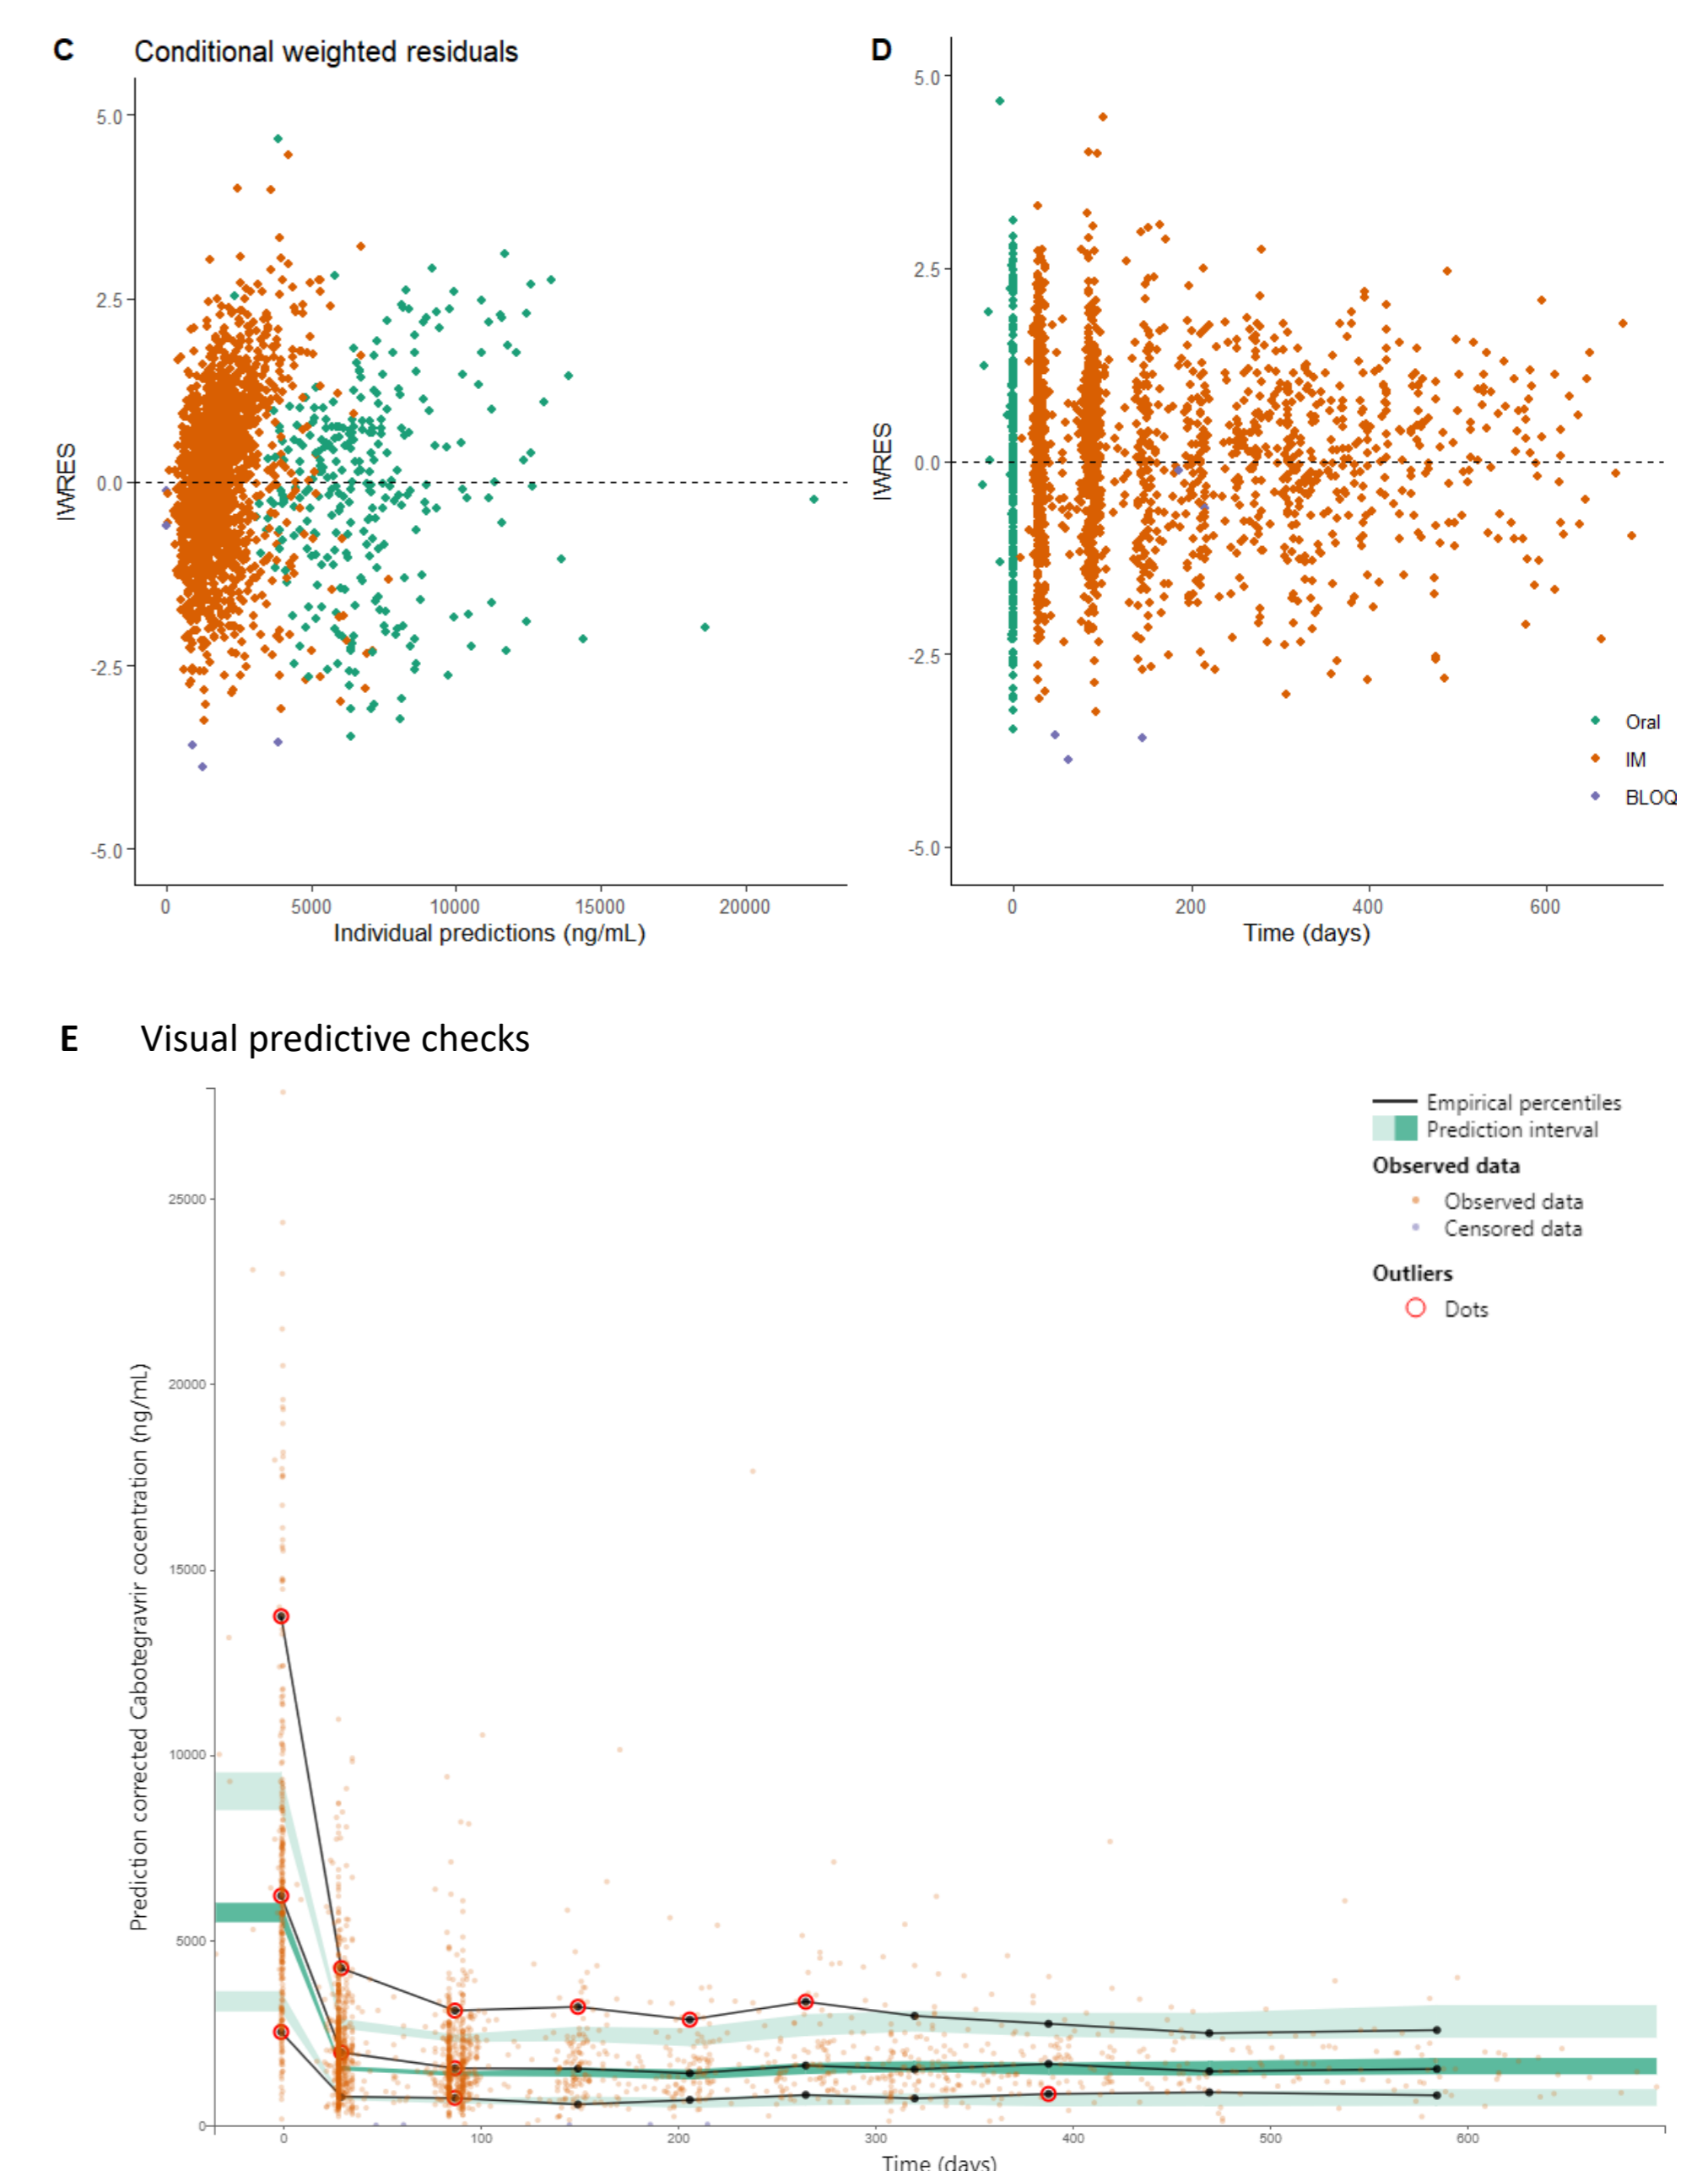 C Conditional weighted residuals
5.0
2.5
0.0
-2.5
-5.0
IWRES
0 5000 10000 15000 20000
Individual predictions (ng/mL)
D
5.0
2.5
0.0
-2.5
-5.0
IWRES
Oral
IM
BLOQ
0 200 400 600
Time (days)
E Visual predictive checks
Empirical percentiles
Prediction interval
Observed data
Observed data
Censored data
Outliers
Dots
25000
20000
15000
10000
5000
0
Prediction corrected Cabotegravrir cocentration (ng/mL)
0 100 200 300 400 500 600
Time (days)